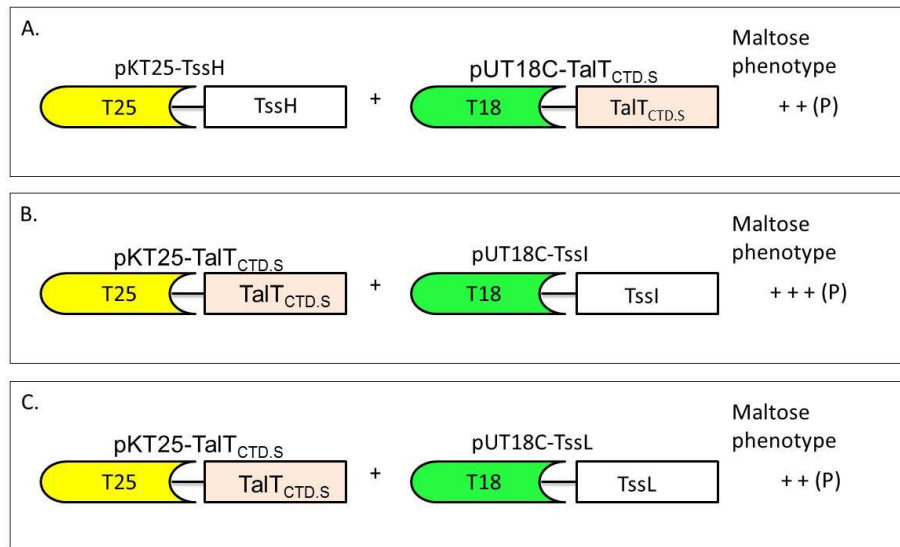 A.
Maltose
phenotype
pKT25-TssH
pUT18C-TalT CTD.S
T25 TssH + T18 TalT CTD.S + + (P)
B.
Maltose
phenotype
pKT25-TalT CTD.S
pUT18C-TssI
T25 TalT CTD.S + T18 TssI + + + (P)
C.
Maltose
phenotype
pKT25-TalT CTD.S
pUT18C-TssL
T25 TalT CTD.S + T18 TssL + + (P)